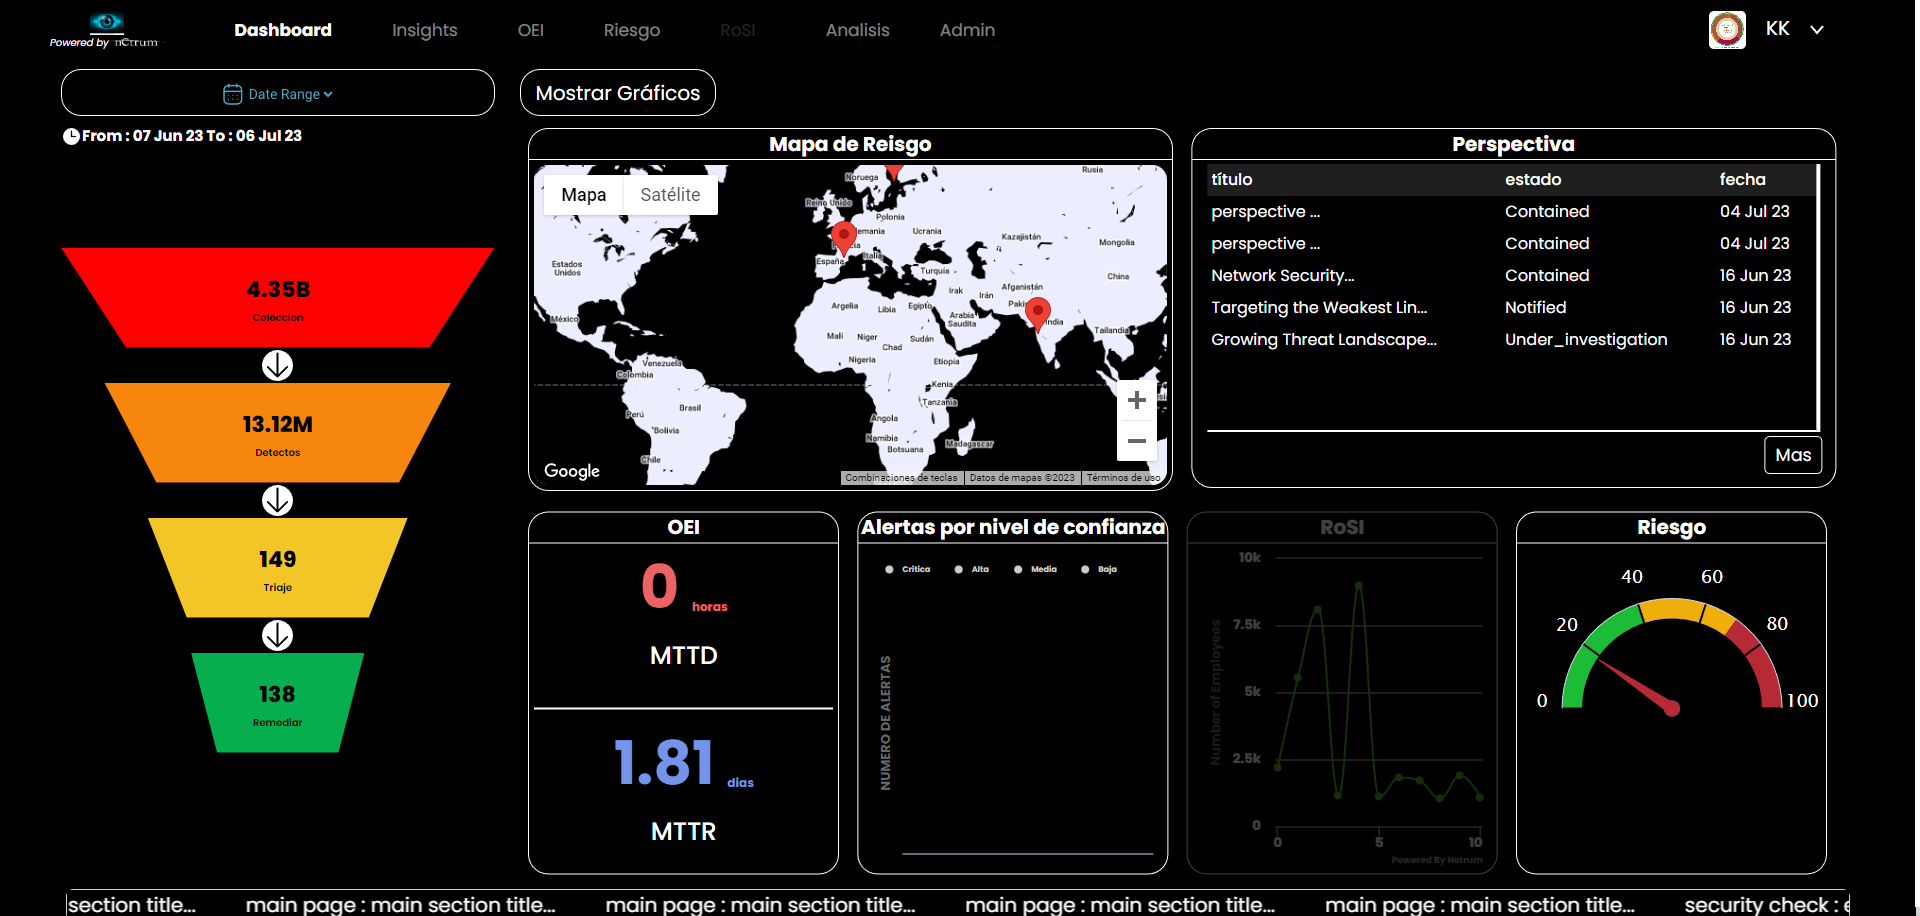 Powered by netrum
Dashboard
Insights
OEI
Riesgo
RoSI
Analisis
Admin
KK
Date Range
Mostrar Gráficos
From : 07 Jun 23 To : 06 Jul 23
4.35B
Coleccion
13.12M
Detectos
149
Triaje
138
Remediar
Mapa de Reisgo
Mapa
Satélite
Noruega
Rusia
Reino Unido
Polonia
lemania
Ucrania
Kazajistán
Mongolia
España
Italia
Turquía
China
Estados
Unidos
Irak
Irán
Afganistán
Argelia
Libia
Egipto
Arabia
Saudita
India
México
Malí
Níger
Chad
Sudán
Tailandia
Nigeria
Etiopía
Venezuela
Colombia
Kenia
Tanzania
Perú
Brasil
Angola
Bolivia
Namibia
Botsuana
Madagascar
Chile
Google
Combinaciones de teclas
Datos de mapas ©2023
Términos de uso
Perspectiva
título estado fecha
perspective ... Contained 04 Jul 23
perspective ... Contained 04 Jul 23
Network Security... Contained 16 Jun 23
Targeting the Weakest Lin... Notified 16 Jun 23
Growing Threat Landscape... Under_investigation 16 Jun 23
Mas
OEI
0 horas
MTTD
1.81 dias
MTTR
Alertas por nivel de confianza
Critica Alta Media Baja
NUMERO DE ALERTAS
RoSI
10k
7.5k
5k
2.5k
0
Number of Employees
0 5 10
Powered By Netrum
Riesgo
0
20
40
60
80
100
section title...
main page : main section title...
main page : main section title...
main page : main section title...
main page : main section title...
security check : e